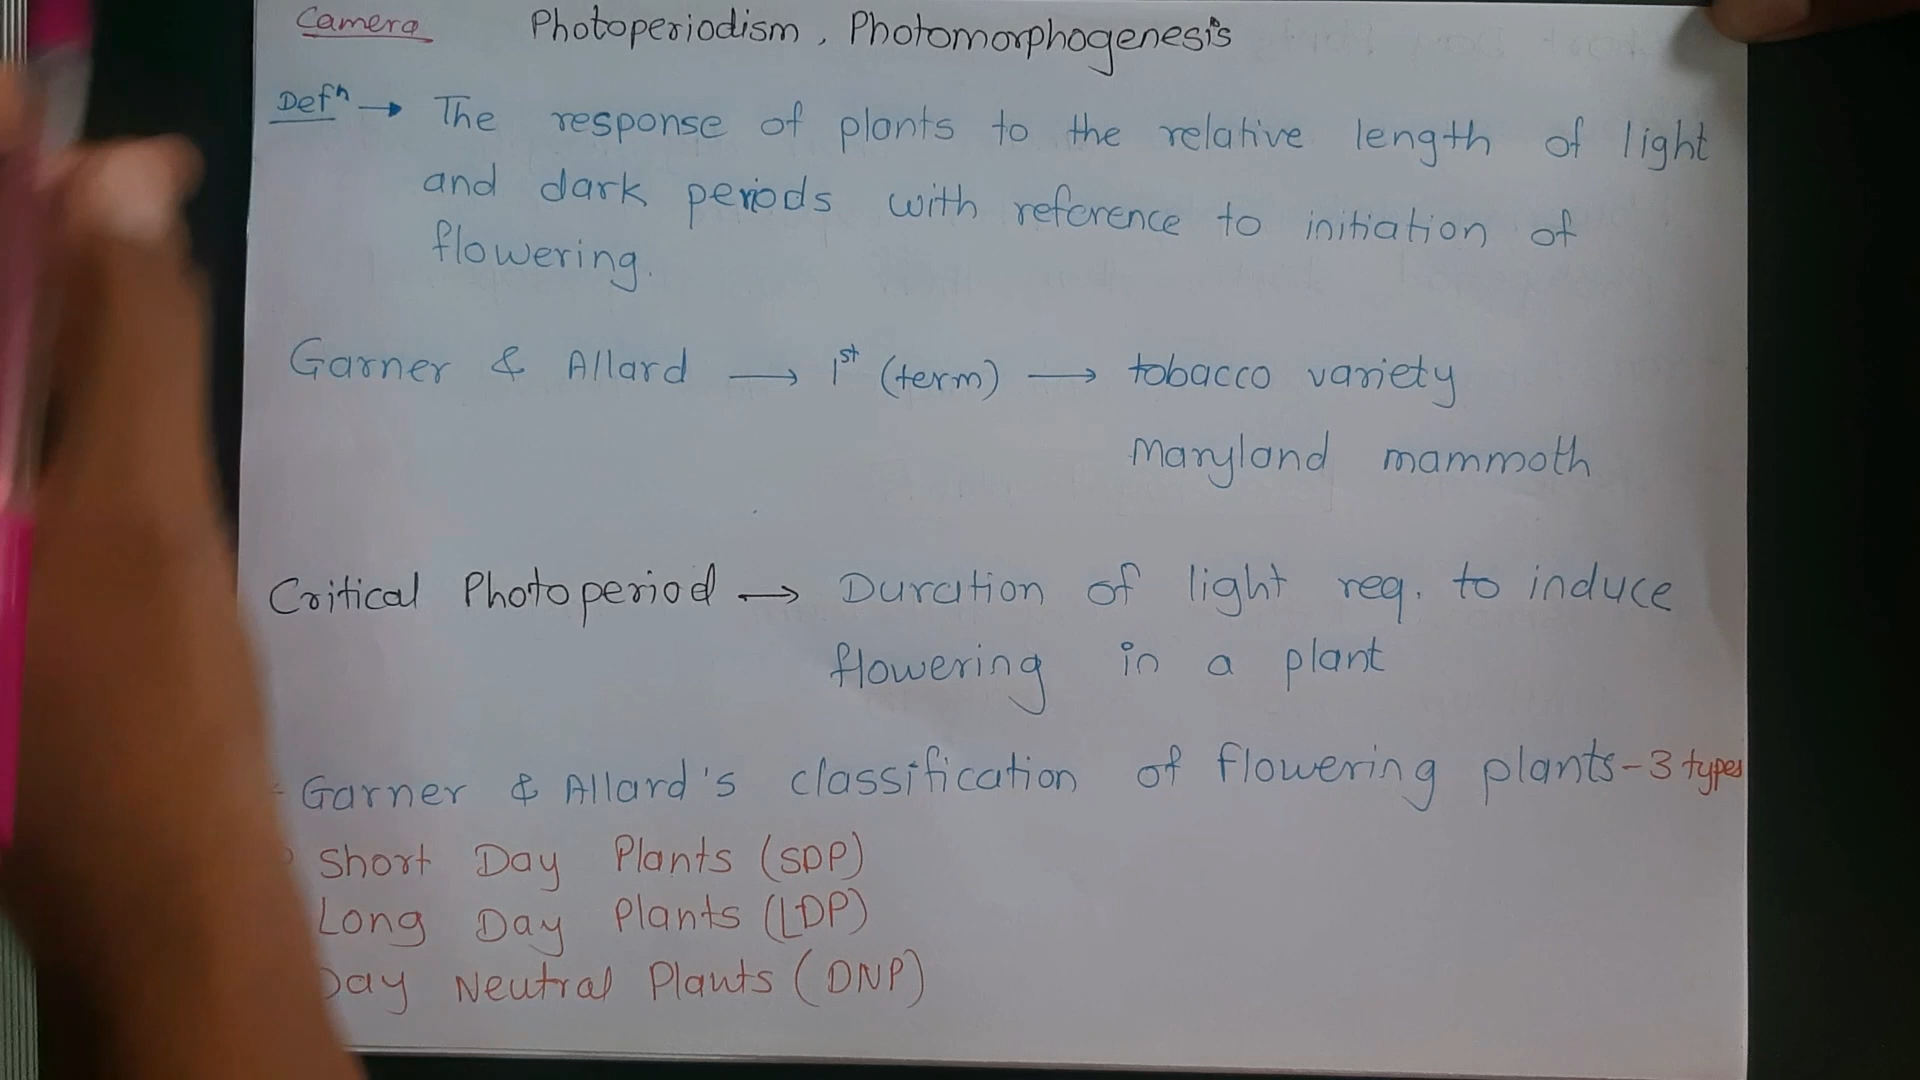 Camera Photoperiodism, Photomorphogenesis
Defn → The response of plants to the relative length of light
and dark periods with reference to initiation of
flowering.
Garner & Allard → 1st (term) → tobacco variety
Maryland mammoth
Critical Photoperiod → Duration of light req. to induce
flowering in a plant
Garner & Allard's classification of flowering plants - 3 types
Short Day Plants (SDP)
Long Day Plants (LDP)
Day Neutral Plants (DNP)